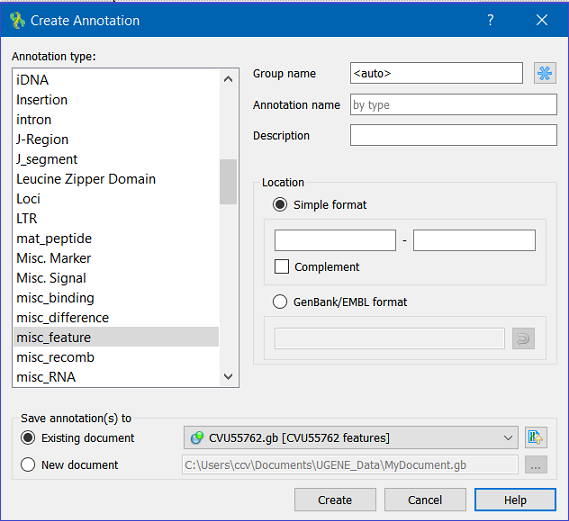 Create Annotation
?
Annotation type:
iDNA
Insertion
intron
J-Region
J_segment
Leucine Zipper Domain
Loci
LTR
mat_peptide
Misc. Marker
Misc. Signal
misc_binding
misc_difference
misc_feature
misc_recomb
misc_RNA
Group name <auto>
Annotation name by type
Description
Location
Simple format
-
Complement
GenBank/EMBL format
Save annotation(s) to
Existing document CVU55762.gb [CVU55762 features]
New document C:\Users\ccv\Documents\UGENE_Data\MyDocument.gb ...
Create Cancel Help